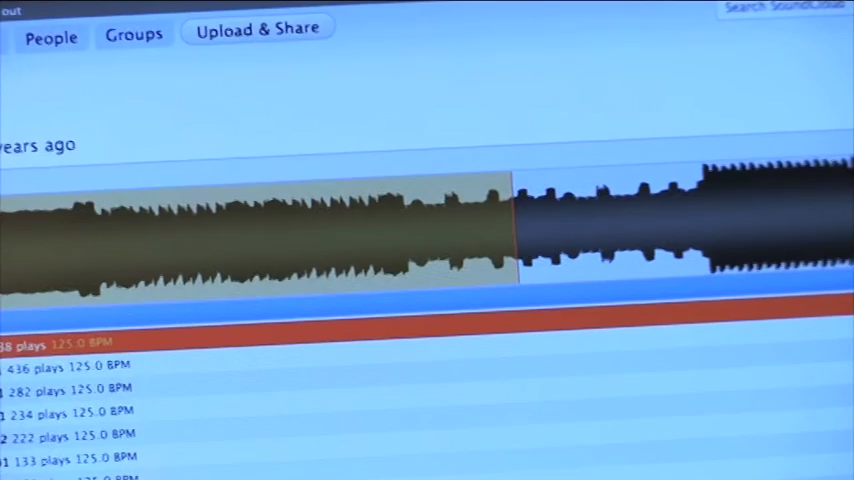 out
People Groups Upload & Share
Search SoundCloud
years ago
38 plays 125.0 BPM
436 plays 125.0 BPM
282 plays 125.0 BPM
234 plays 125.0 BPM
222 plays 125.0 BPM
133 plays 125.0 BPM